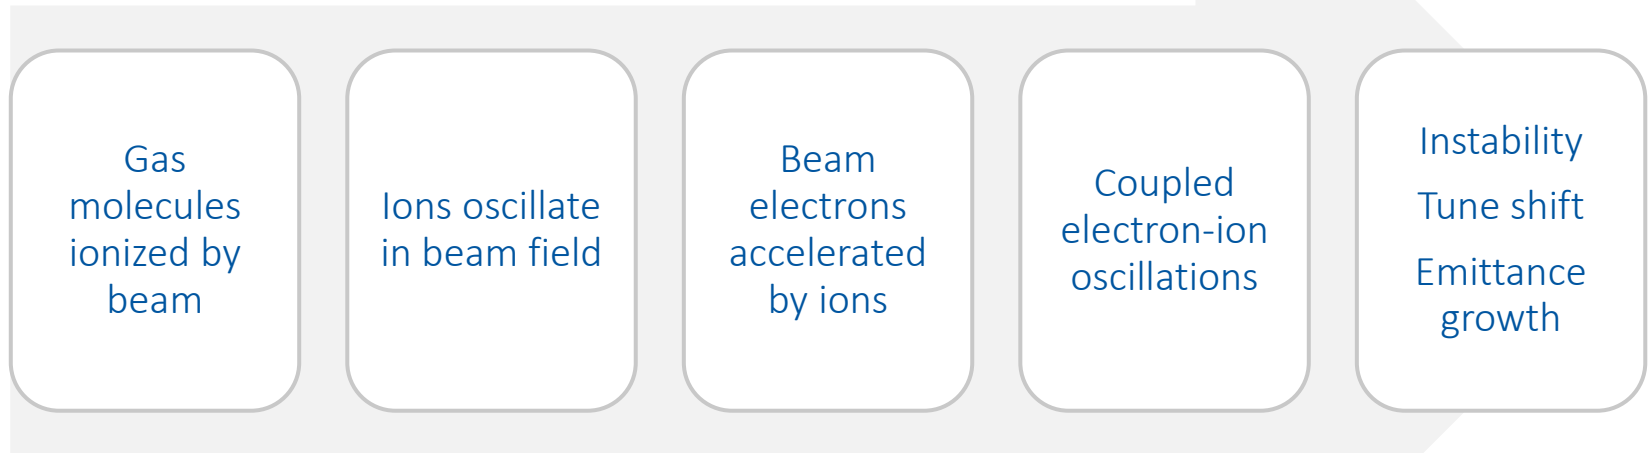 Gas
molecules
ionized by
beam
Ions oscillate
in beam field
Beam
electrons
accelerated
by ions
Coupled
electron-ion
oscillations
Instability
Tune shift
Emittance
growth